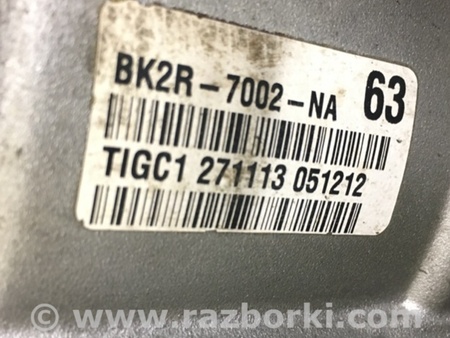 BK2R-7002-NA 63
TIGC1 271113 051212
© www.razborki.com